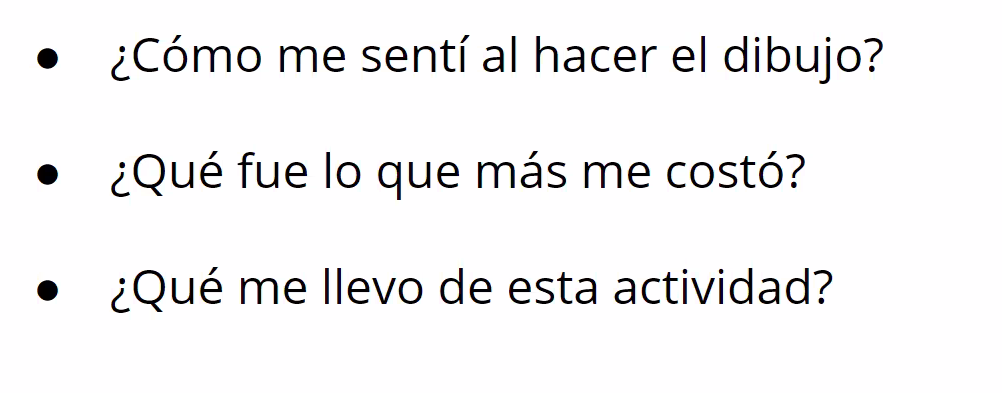 ● ¿Cómo me sentí al hacer el dibujo?
● ¿Qué fue lo que más me costó?
● ¿Qué me llevo de esta actividad?